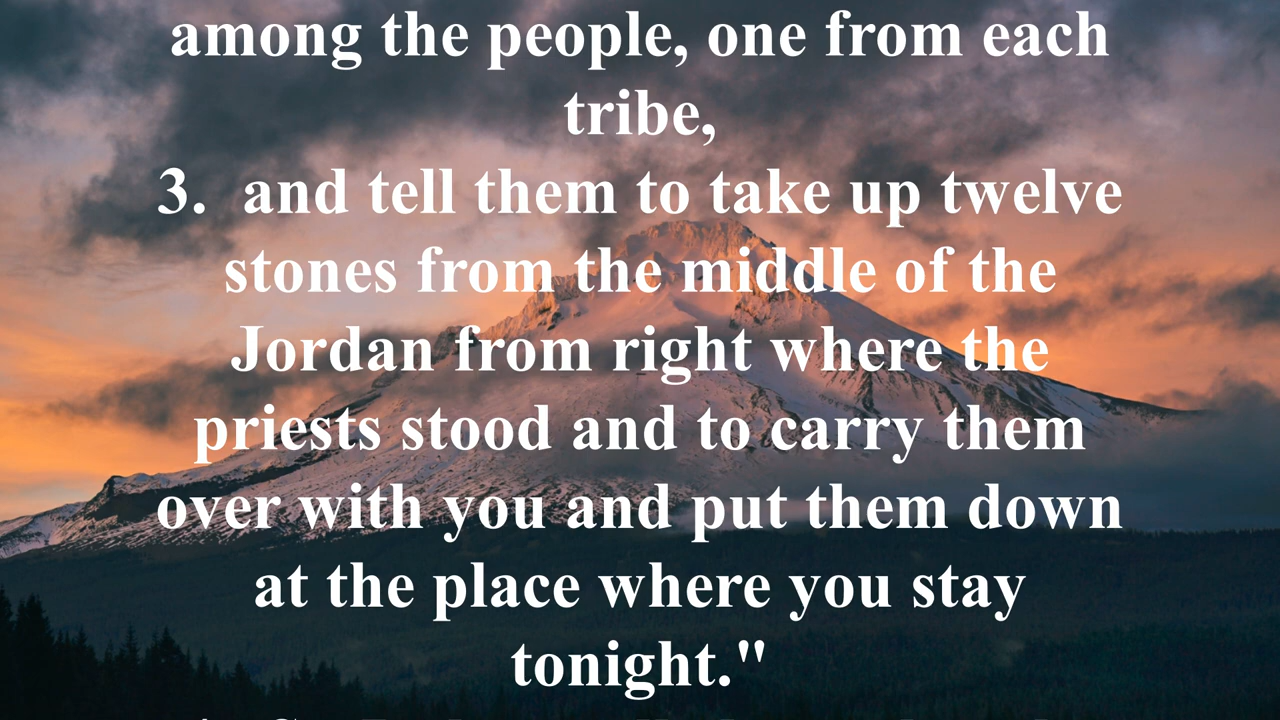 among the people, one from each
tribe,
3.  and tell them to take up twelve
stones from the middle of the
Jordan from right where the
priests stood and to carry them
over with you and put them down
at the place where you stay
tonight."